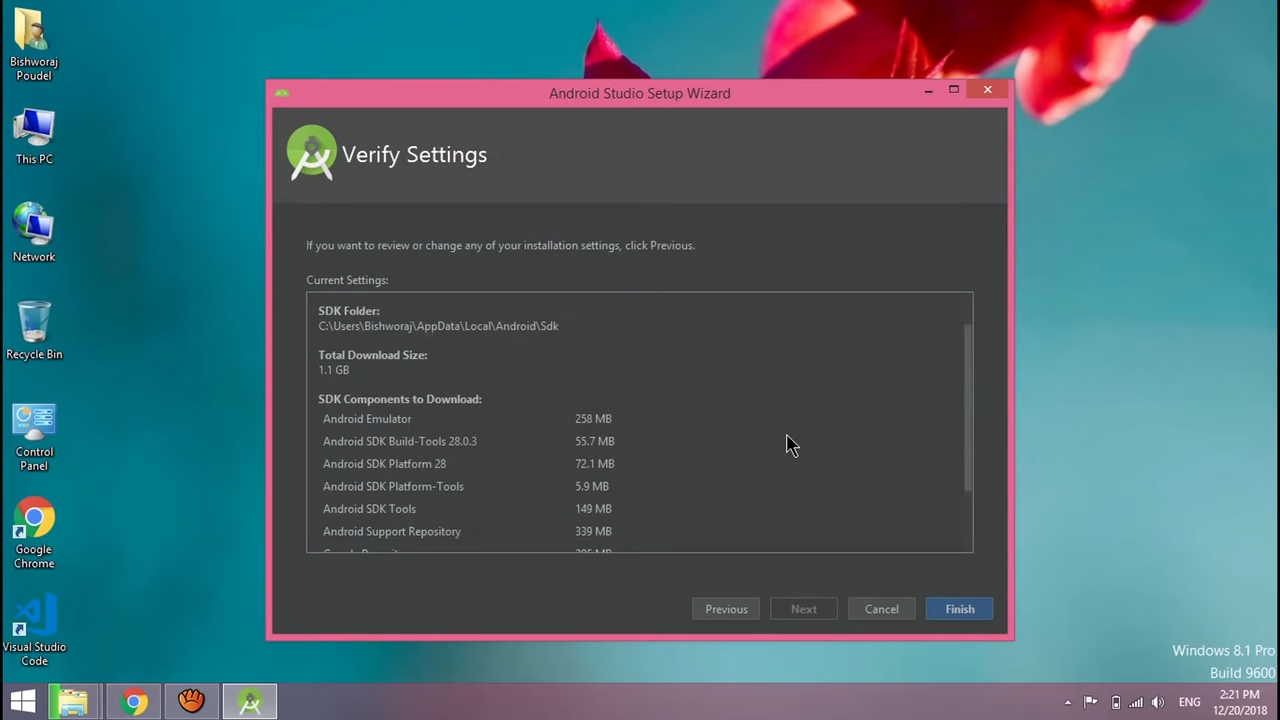 Bishworaj
Poudel
This PC
Network
Recycle Bin
Control
Panel
Google
Chrome
Visual Studio
Code
Android Studio Setup Wizard
Verify Settings
If you want to review or change any of your installation settings, click Previous.
Current Settings:
SDK Folder:
C:\Users\Bishworaj\AppData\Local\Android\Sdk
Total Download Size:
1.1 GB
SDK Components to Download:
Android Emulator 258 MB
Android SDK Build-Tools 28.0.3 55.7 MB
Android SDK Platform 28 72.1 MB
Android SDK Platform-Tools 5.9 MB
Android SDK Tools 149 MB
Android Support Repository 339 MB
Previous
Next
Cancel
Finish
Windows 8.1 Pro
Build 9600
ENG
2:21 PM
12/20/2018